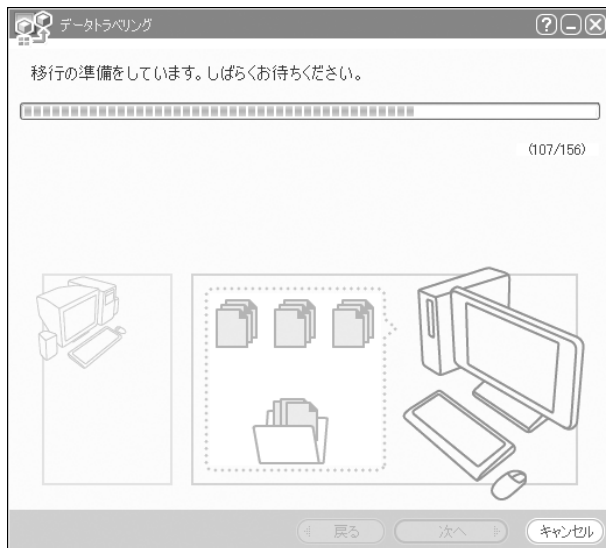 データトラベリング
移行の準備をしています。しばらくお待ちください。
(107/156)
戻る
次へ
キャンセル